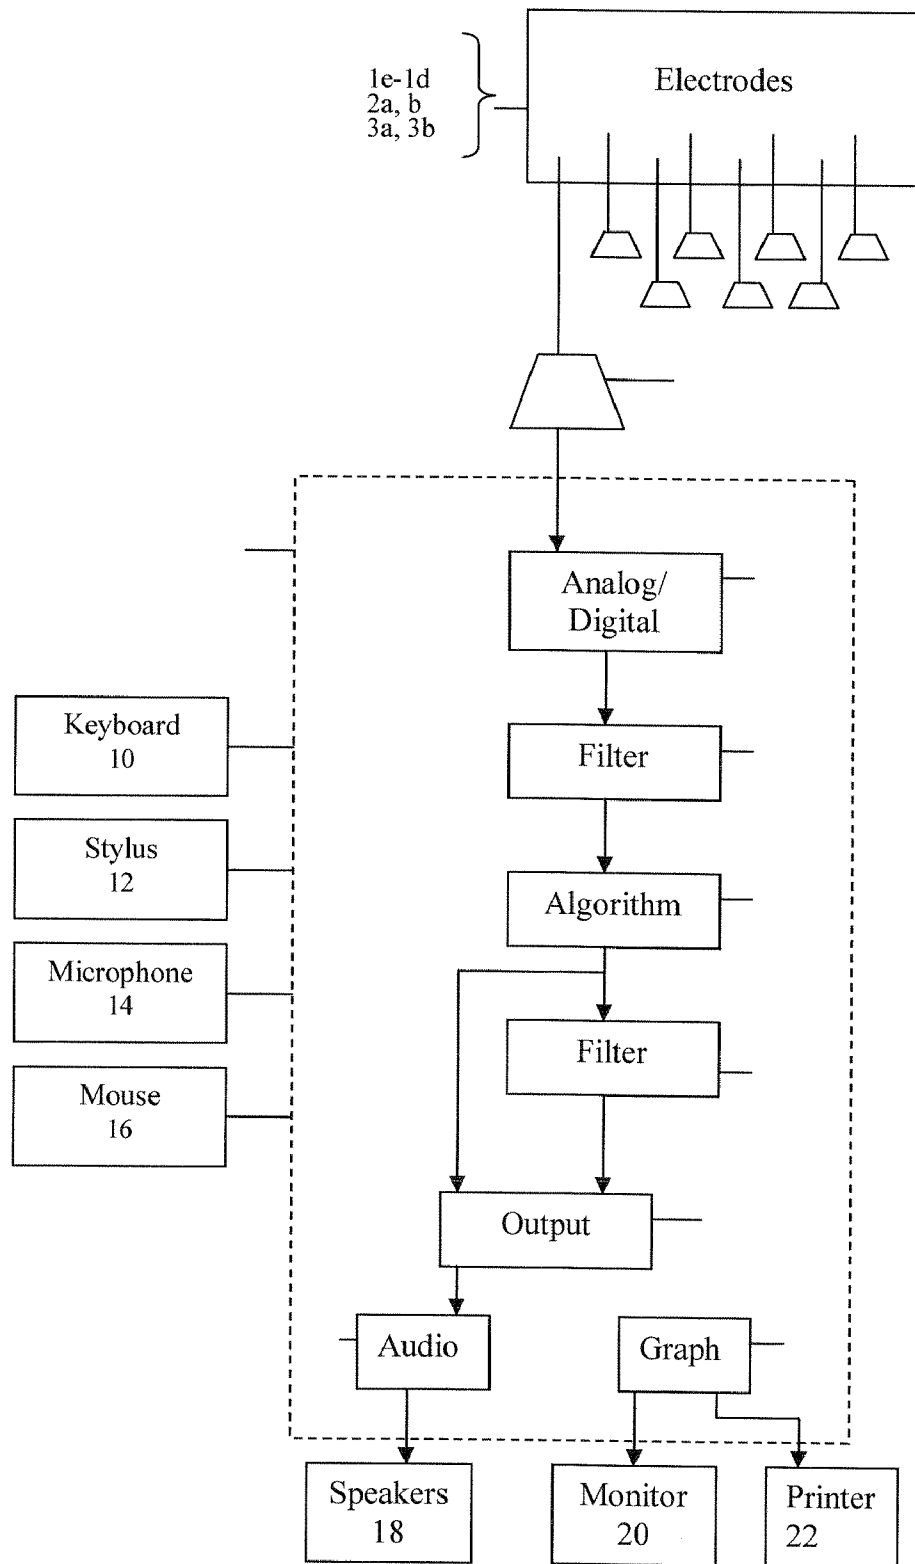 1e-1d
2a, b
3a, 3b
Electrodes
Analog/
Digital
Keyboard
10
Filter
Stylus
12
Algorithm
Microphone
14
Filter
Mouse
16
Output
Audio
Graph
Speakers
18
Monitor
20
Printer
22